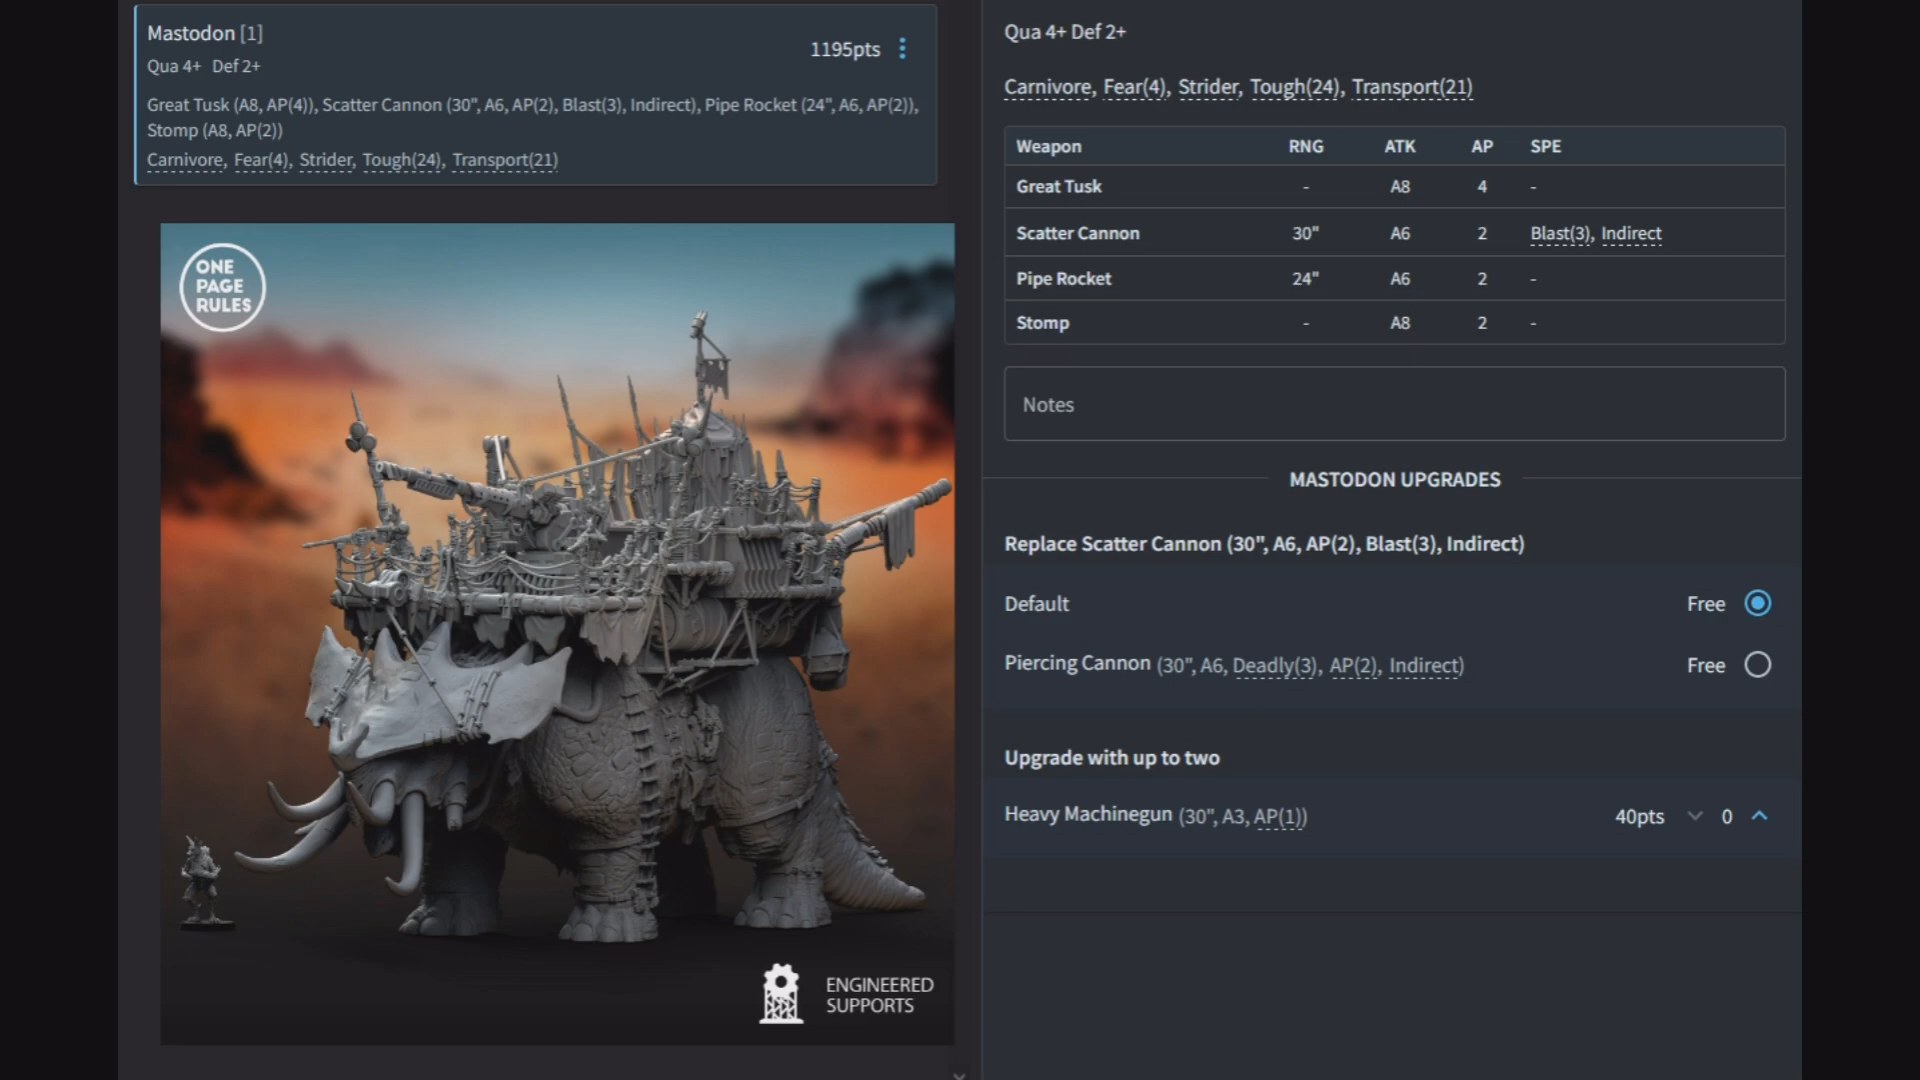 Mastodon [1]
1195pts
Qua 4+ Def 2+
Great Tusk (A8, AP(4)), Scatter Cannon (30", A6, AP(2), Blast(3), Indirect), Pipe Rocket (24", A6, AP(2)),
Stomp (A8, AP(2))
Carnivore, Fear(4), Strider, Tough(24), Transport(21)
ONE
PAGE
RULES
ENGINEERED
SUPPORTS
Qua 4+ Def 2+
Carnivore, Fear(4), Strider, Tough(24), Transport(21)
Weapon RNG ATK AP SPE
Great Tusk - A8 4 -
Scatter Cannon 30" A6 2 Blast(3), Indirect
Pipe Rocket 24" A6 2 -
Stomp - A8 2 -
Notes
MASTODON UPGRADES
Replace Scatter Cannon (30", A6, AP(2), Blast(3), Indirect)
Default Free
Piercing Cannon (30", A6, Deadly(3), AP(2), Indirect) Free
Upgrade with up to two
Heavy Machinegun (30", A3, AP(1)) 40pts 0